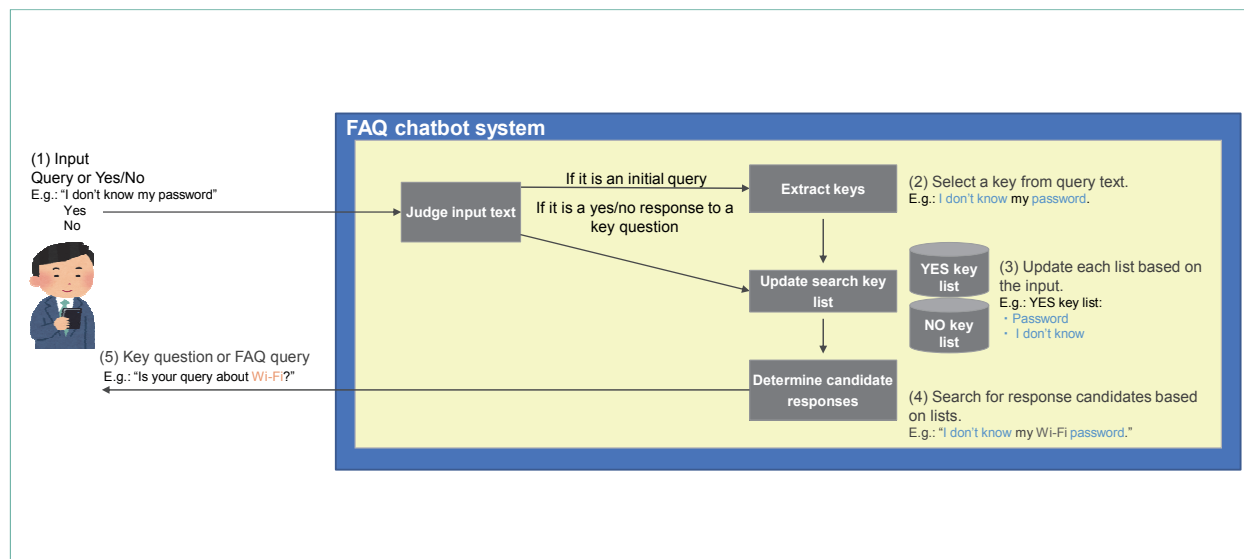 FAQ chatbot system
(1) Input
Query or Yes/No
E.g.: “I don’t know my password”
Yes
No
Judge input text
If it is an initial query
If it is a yes/no response to a
key question
Extract keys
(2) Select a key from query text.
E.g.: I don’t know my password.
Update search key
list
YES key
list
NO key
list
(3) Update each list based on
the input.
E.g.: YES key list:
・Password
・I don’t know
Determine candidate
responses
(4) Search for response candidates based
on lists.
E.g.: “I don’t know my Wi-Fi password.”
(5) Key question or FAQ query
E.g.: “Is your query about Wi-Fi?”